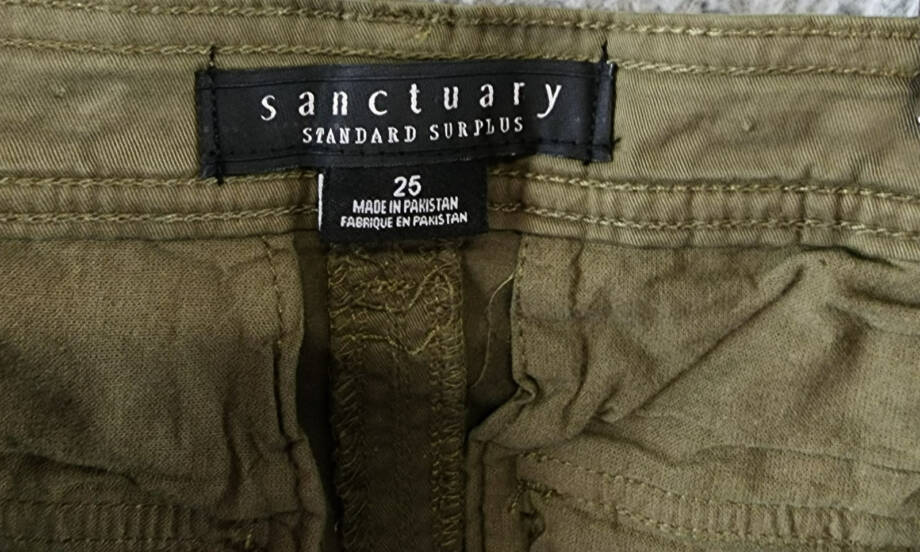 sanctuary
STANDARD SURPLUS
25
MADE IN PAKISTAN
FABRIQUE EN PAKISTAN